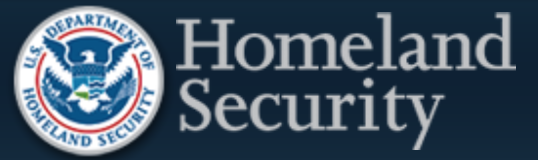 U.S. DEPARTMENT OF
HOMELAND SECURITY
Homeland
Security